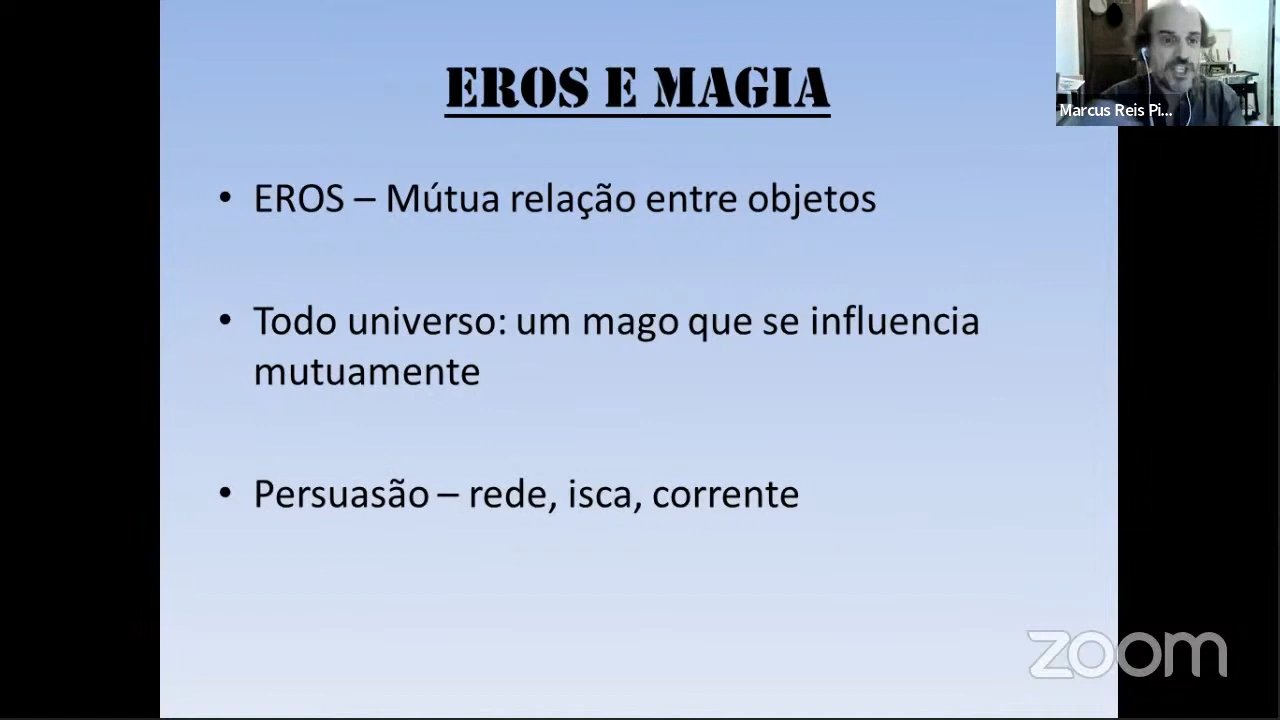 EROS E MAGIA
Marcus Reis Pi...
• EROS – Mútua relação entre objetos
• Todo universo: um mago que se influencia
mutuamente
• Persuasão – rede, isca, corrente
zoom